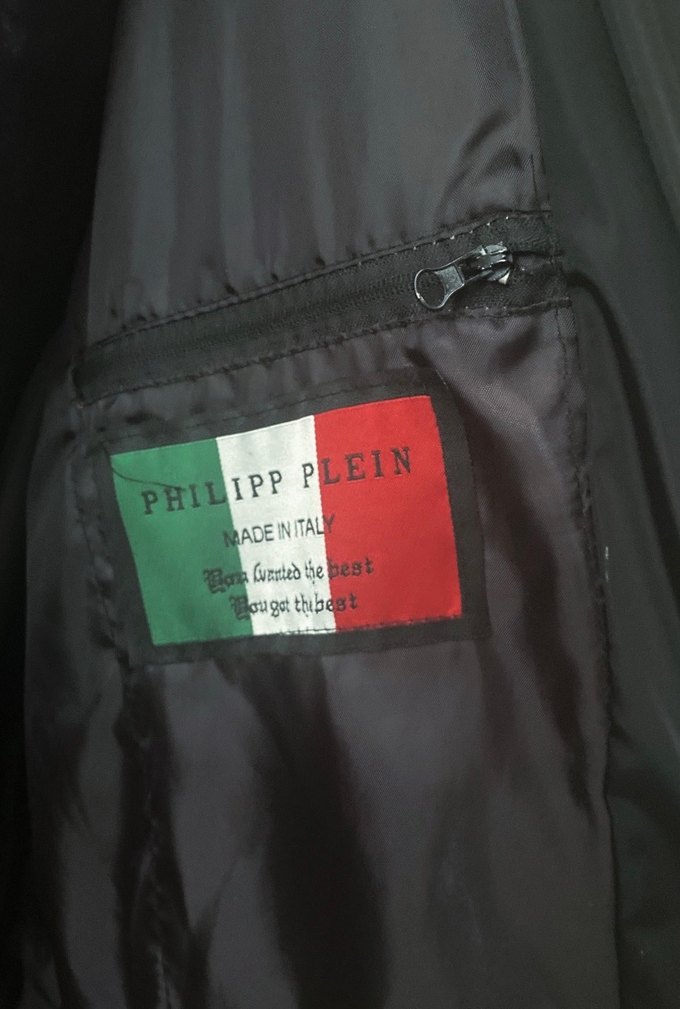 PHILIPP PLEIN
MADE IN ITALY
You wanted the best
You got the best